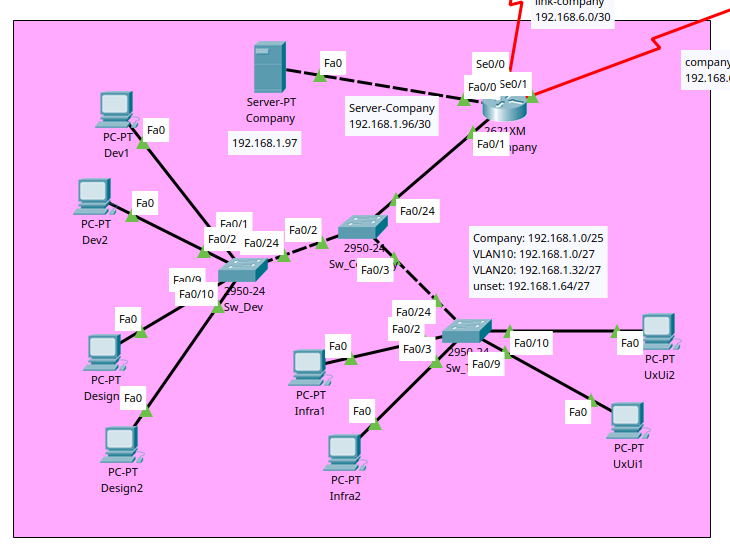 link-company
192.168.6.0/30
company
192.168.
Se0/0
Fa0/0
Se0/1
2621XM
Fa0/1
Fa0
Server-PT
Company
192.168.1.97
Server-Company
192.168.1.96/30
PC-PT
Dev1
Fa0
PC-PT
Dev2
Fa0
Fa0/1
Fa0/2
Fa0/24
Fa0/2
Fa0/24
2950-24
Fa0/3
Company: 192.168.1.0/25
VLAN10: 192.168.1.0/27
VLAN20: 192.168.1.32/27
unset: 192.168.1.64/27
Fa0/9
Fa0/10
2950-24
Sw_Dev
Fa0
PC-PT
Design
Fa0
PC-PT
Design2
Fa0/24
Fa0/2
Fa0/3
2950-24
Fa0/9
Fa0/10
Fa0
PC-PT
Infra1
Fa0
PC-PT
Infra2
Fa0
PC-PT
UxUi2
Fa0
PC-PT
UxUi1